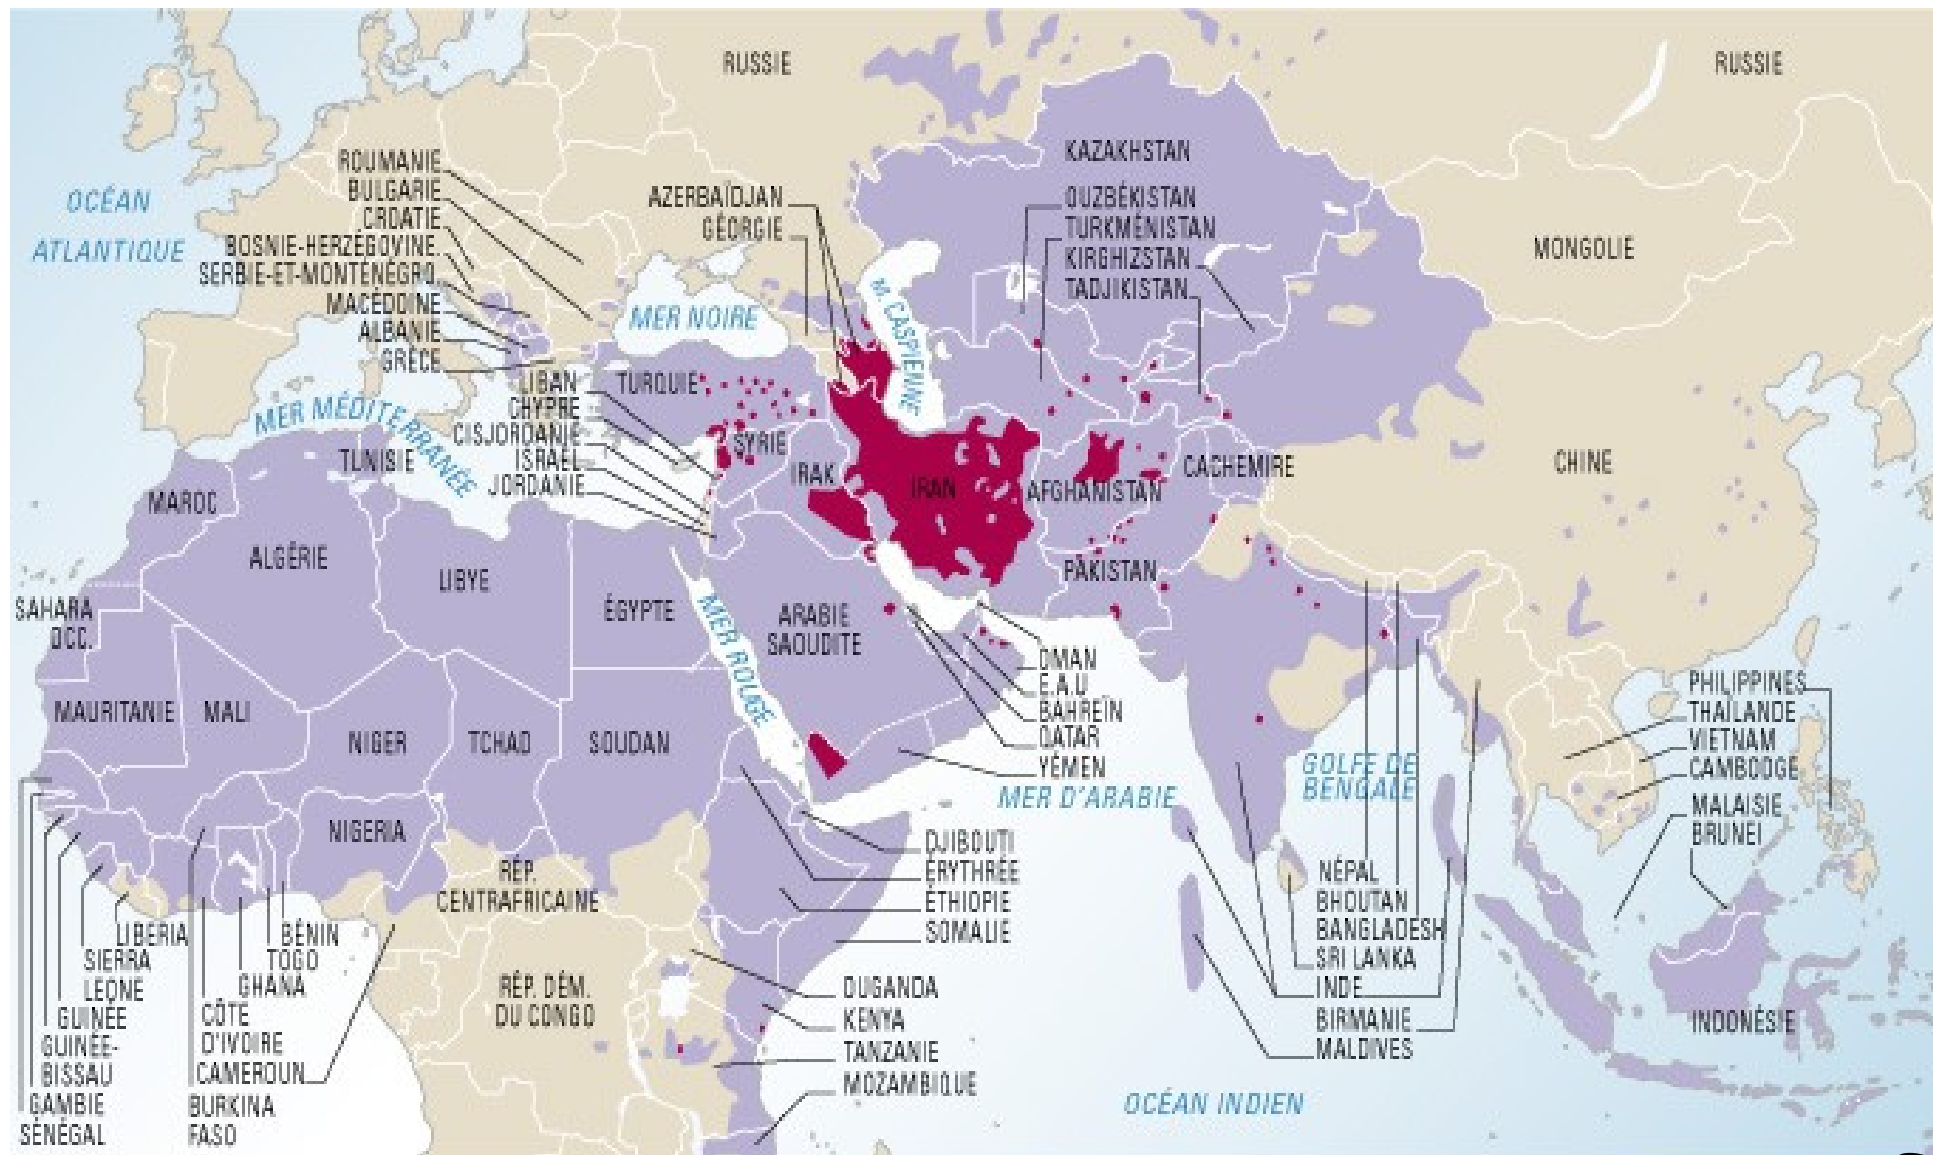 RUSSIE
RUSSIE
ROUMANIE
BULGARIE
CROATIE
BOSNIE-HERZÉGOVINE
SERBIE-ET-MONTÉNÉGRO
MACÉDOINE
ALBANIE
GRÈCE
OCÉAN
ATLANTIQUE
AZERBAÏDJAN
GÉORGIE
KAZAKHSTAN
OUZBÉKISTAN
TURKMÉNISTAN
KIRGHIZSTAN
TADJIKISTAN
MONGOLIE
MER NOIRE
M. CASPIENNE
MER MÉDITERRANÉE
LIBAN
CHYPRE
CISJORDANIE
ISRAËL
JORDANIE
TURQUIE
SYRIE
IRAK
IRAN
AFGHANISTAN
CACHEMIRE
CHINE
TUNISIE
MAROC
ALGÉRIE
LIBYE
ÉGYPTE
ARABIE
SAOUDITE
PAKISTAN
SAHARA
OCC.
MER ROUGE
OMAN
E.A.U
BAHREÏN
QATAR
YÉMEN
MAURITANIE
MALI
NIGER
TCHAD
SOUDAN
MER D'ARABIE
GOLFE DE
BENGALE
PHILIPPINES
THAÏLANDE
VIETNAM
CAMBODGE
MALAISIE
BRUNEI
NIGERIA
RÉP.
CENTRAFRICAINE
DJIBOUTI
ÉRYTHRÉE
ÉTHIOPIE
SOMALIE
NÉPAL
BHOUTAN
BANGLADESH
SRI LANKA
INDE
BIRMANIE
MALDIVES
LIBERIA
SIERRA
LEONE
GUINÉE
GUINÉE-
BISSAU
GAMBIE
SÉNÉGAL
BÉNIN
TOGO
GHANA
CÔTE
D'IVOIRE
CAMEROUN
BURKINA
FASO
RÉP. DÉM.
DU CONGO
OUGANDA
KENYA
TANZANIE
MOZAMBIQUE
INDONÉSIE
OCÉAN INDIEN